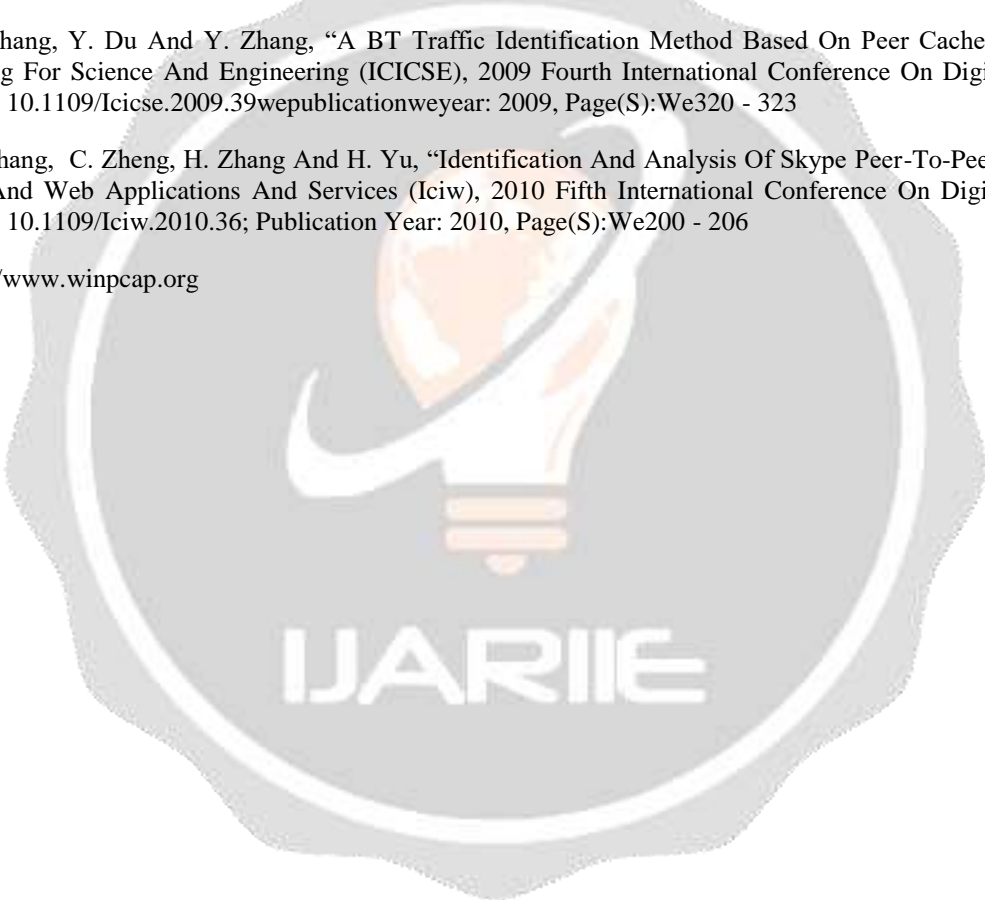 hang, Y. Du And Y. Zhang, “A BT Traffic Identification Method Based On Peer Cache
g For Science And Engineering (ICICSE), 2009 Fourth International Conference On Digi
10.1109/Icicse.2009.39wepublicationweyear: 2009, Page(S):We320 - 323
hang, C. Zheng, H. Zhang And H. Yu, “Identification And Analysis Of Skype Peer-To-Pee
And Web Applications And Services (Iciw), 2010 Fifth International Conference On Digi
10.1109/Iciw.2010.36; Publication Year: 2010, Page(S):We200 - 206
/www.winpcap.org
IJARIIE